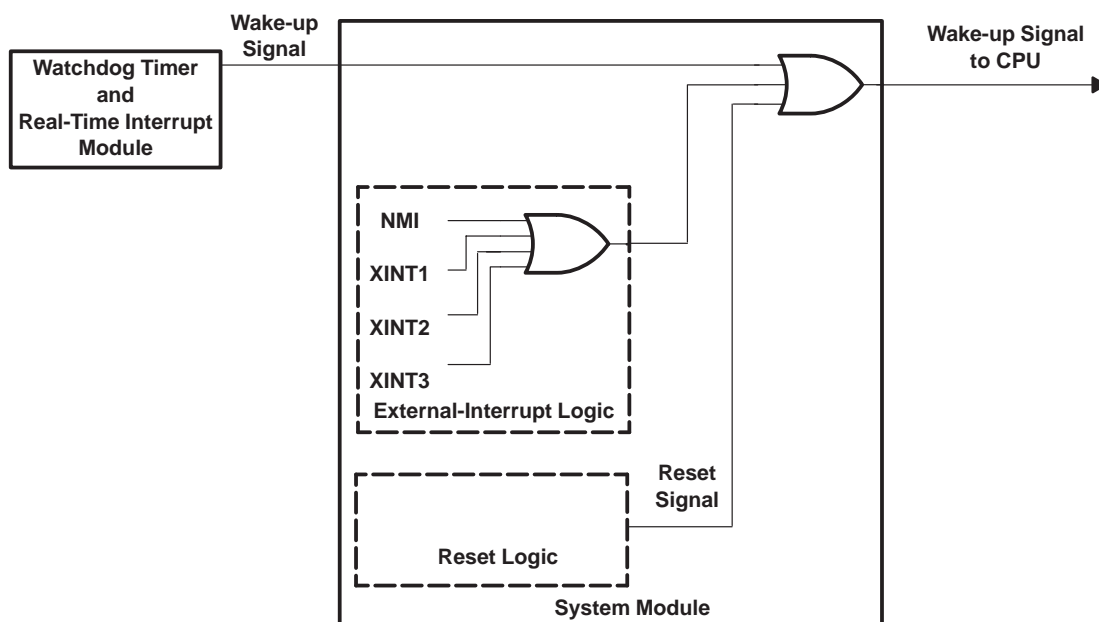 Wake-up
Signal
Wake-up Signal
to CPU
Watchdog Timer
and
Real-Time Interrupt
Module
NMI
XINT1
XINT2
XINT3
External-Interrupt Logic
Reset
Signal
Reset Logic
System Module